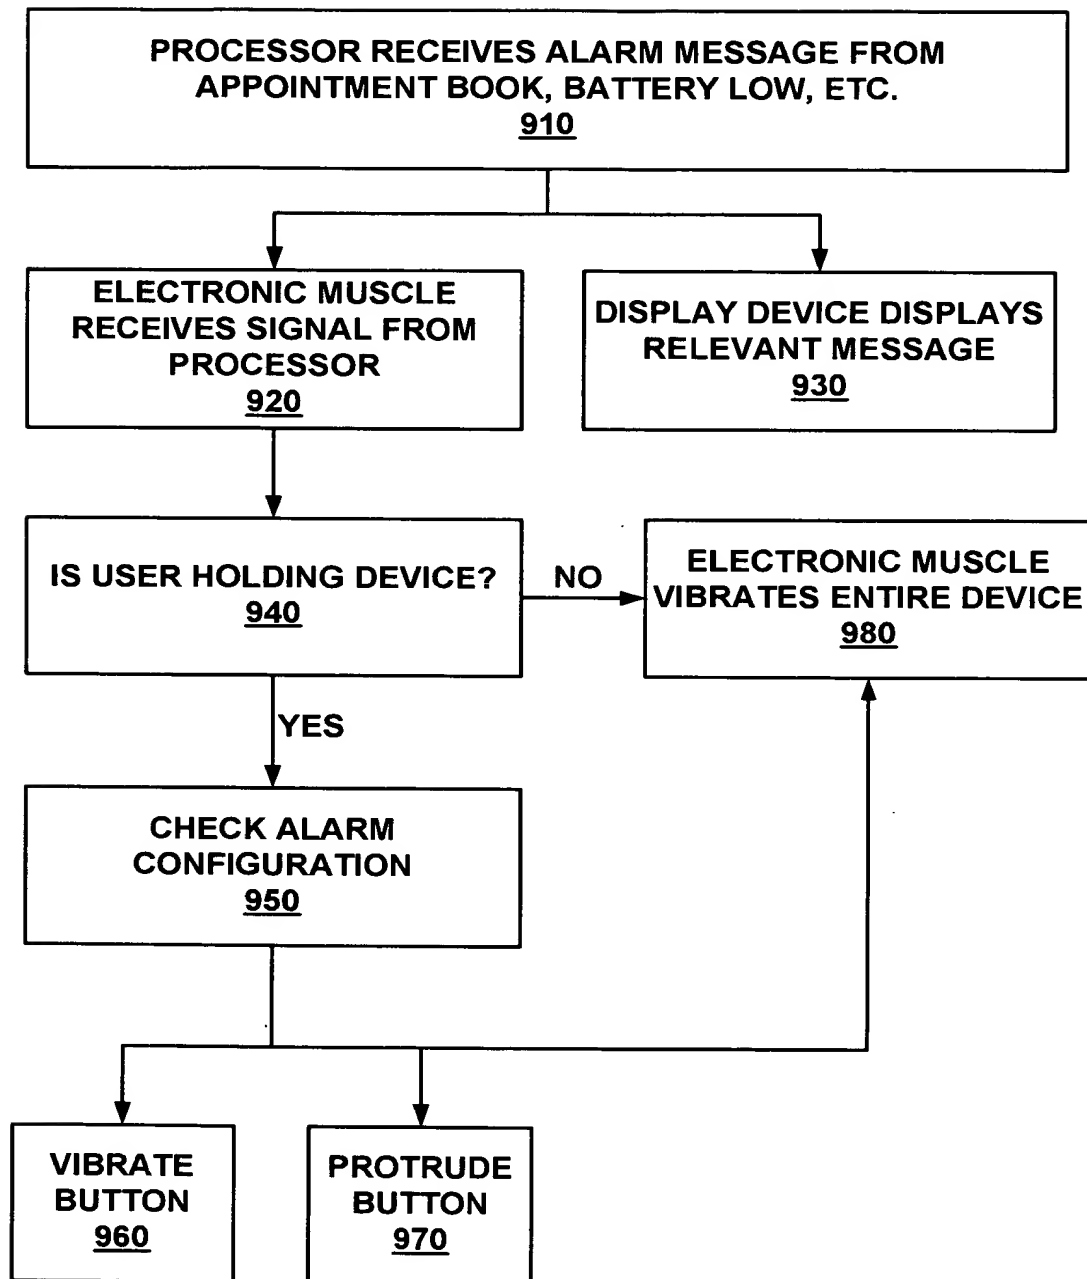 PROCESSOR RECEIVES ALARM MESSAGE FROM
APPOINTMENT BOOK, BATTERY LOW, ETC.
910
ELECTRONIC MUSCLE
RECEIVES SIGNAL FROM
PROCESSOR
920
DISPLAY DEVICE DISPLAYS
RELEVANT MESSAGE
930
IS USER HOLDING DEVICE?
940
NO
ELECTRONIC MUSCLE
VIBRATES ENTIRE DEVICE
980
YES
CHECK ALARM
CONFIGURATION
950
VIBRATE
BUTTON
960
PROTRUDE
BUTTON
970